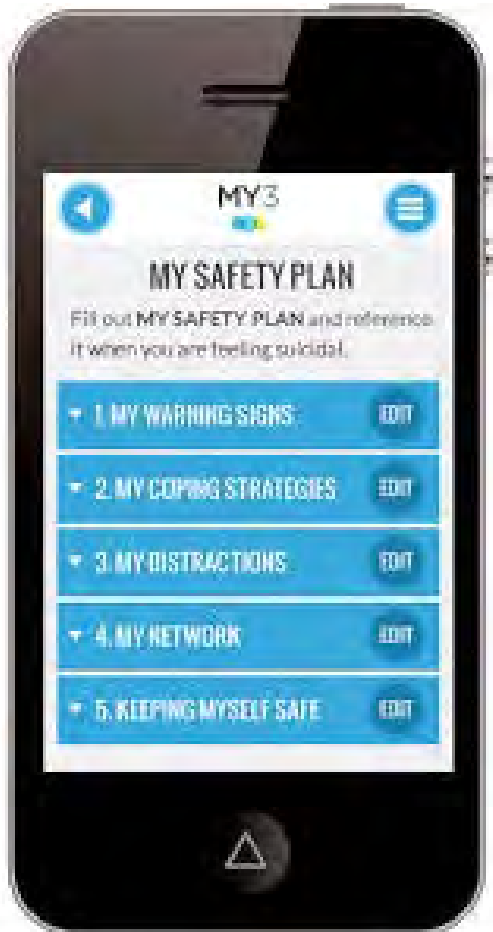 MY3
MY SAFETY PLAN
Fill out MY SAFETY PLAN and reference
it when you are feeling suicidal.
1. MY WARNING SIGNS EDIT
2. MY COPING STRATEGIES EDIT
3. MY DISTRACTIONS EDIT
4. MY NETWORK EDIT
5. KEEPING MYSELF SAFE EDIT